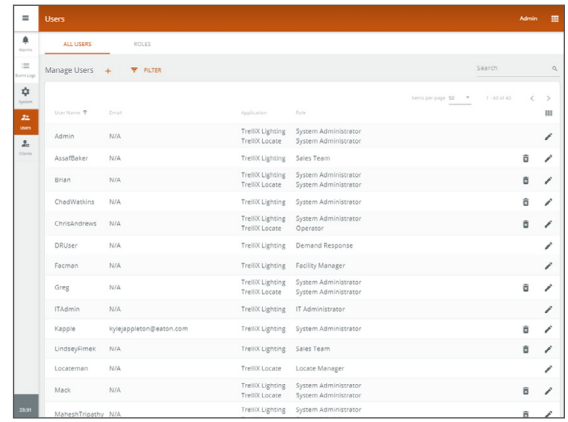 Users
Admin
Alarms
ALL USERS
ROLES
Event Logs
Manage Users + FILTER
Search
System
Items per page 50
Users
User Name
Email
Application
Role
Clients
Admin N/A TrelliX Lighting System Administrator
TrelliX Locate System Administrator
AssafBaker N/A TrelliX Lighting Sales Team
Brian N/A TrelliX Lighting System Administrator
TrelliX Locate System Administrator
ChadWatkins N/A TrelliX Lighting System Administrator
ChrisAndrews N/A TrelliX Lighting System Administrator
TrelliX Locate Operator
DRUser N/A TrelliX Lighting Demand Response
Facman N/A TrelliX Lighting Facility Manager
Greg N/A TrelliX Lighting System Administrator
TrelliX Locate System Administrator
ITAdmin N/A TrelliX Lighting IT Administrator
Kapple kylejappleton@eaton.com TrelliX Lighting System Administrator
LindseyFimek N/A TrelliX Lighting Sales Team
Locateman N/A TrelliX Locate Locate Manager
Mack N/A TrelliX Lighting System Administrator
TrelliX Locate System Administrator
MaheshTripathy N/A TrelliX Lighting System Administrator